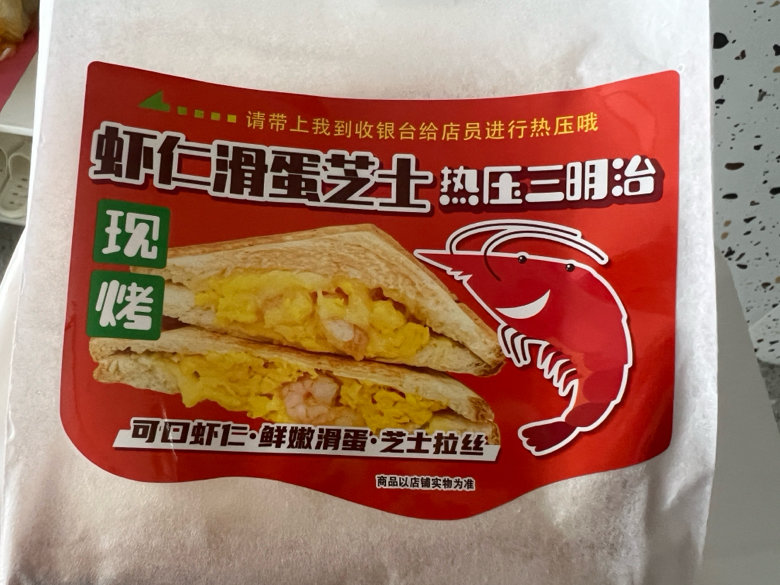 请带上我到收银台给店员进行热压哦
虾仁滑蛋芝士 热压三明治
现
烤
可口虾仁·鲜嫩滑蛋·芝士拉丝
商品以店铺实物为准